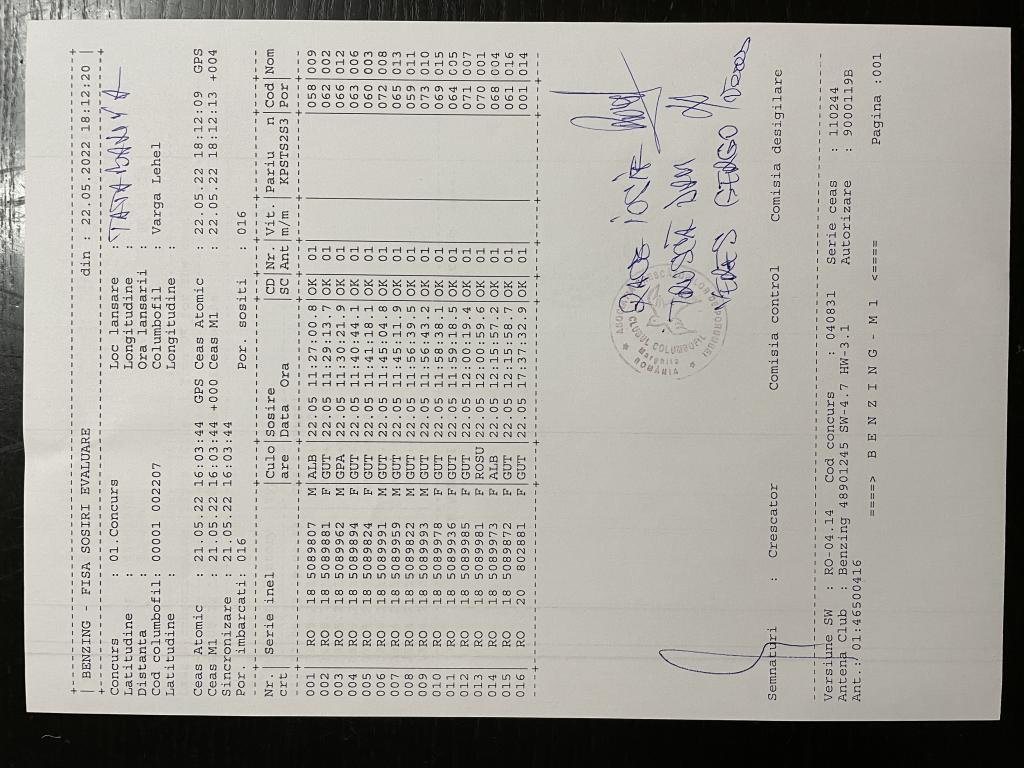 | BENZING - FISA SOSIRI EVALUARE din : 22.05.2022 18:12:20 |
Concurs : 01.Concurs Loc lansare : TATABANYA
Latitudine : Longitudine :
Distanta : Ora lansarii :
Cod columbofil: 00001 002207 Columbofil : Varga Lehel
Latitudine : Longitudine :
Ceas Atomic : 21.05.22 16:03:44 GPS Ceas Atomic : 22.05.22 18:12:09 GPS
Ceas M1 : 21.05.22 16:03:44 +000 Ceas M1 : 22.05.22 18:12:13 +004
Sincronizare : 21.05.22 16:03:44
Por. imbarcati: 016 Por. sositi : 016
Nr.| Serie inel |Culo|Sosire CD|Nr.|Vit.|Pariu n|Cod|Nom
crt| |are |Data Ora SC|Ant|m/m |KPSTS2S3|Por|
001 | RO 18 5089807 M|ALB |22.05 11:27:00.8|OK| 01 | | |058|009
002 | RO 18 5089881 F|GUT |22.05 11:29:13.7|OK| 01 | | |062|002
003 | RO 18 5089962 M|GPA |22.05 11:30:21.9|OK| 01 | | |066|012
004 | RO 18 5089894 F|GUT |22.05 11:40:44.1|OK| 01 | | |063|006
005 | RO 18 5089824 F|GUT |22.05 11:41:18.1|OK| 01 | | |060|003
006 | RO 18 5089991 M|GUT |22.05 11:45:04.8|OK| 01 | | |072|008
007 | RO 18 5089959 M|GUT |22.05 11:45:11.9|OK| 01 | | |065|013
008 | RO 18 5089822 M|GUT |22.05 11:56:39.5|OK| 01 | | |059|011
009 | RO 18 5089993 M|GUT |22.05 11:56:43.2|OK| 01 | | |073|010
010 | RO 18 5089978 F|GUT |22.05 11:58:38.1|OK| 01 | | |069|015
011 | RO 18 5089936 F|GUT |22.05 11:59:18.5|OK| 01 | | |064|005
012 | RO 18 5089985 F|GUT |22.05 12:00:19.4|OK| 01 | | |071|007
013 | RO 18 5089981 F|ROSU|22.05 12:00:59.6|OK| 01 | | |070|001
014 | RO 18 5089973 F|ALB |22.05 12:15:57.2|OK| 01 | | |068|004
015 | RO 18 5089872 F|GUT |22.05 12:15:58.7|OK| 01 | | |061|016
016 | RO 20 802881 F|GUT |22.05 17:37:32.9|OK| 01 | | |001|014
CLUBUL COLUMBOFIL
Marghita
ROMÂNIA
IOSIF
DAN
VERES GERGO
Semnaturi : Crescator Comisia control Comisia desigilare
Versiune SW : RO-04.14 Cod concurs : 040831 Serie ceas : 110244
Antena Club : Benzing 48901245 SW-4.7 HW-3.1 Autorizare : 9000119B
Ant.: 01:46500416
====> B E N Z I N G - M 1 <==== Pagina :001